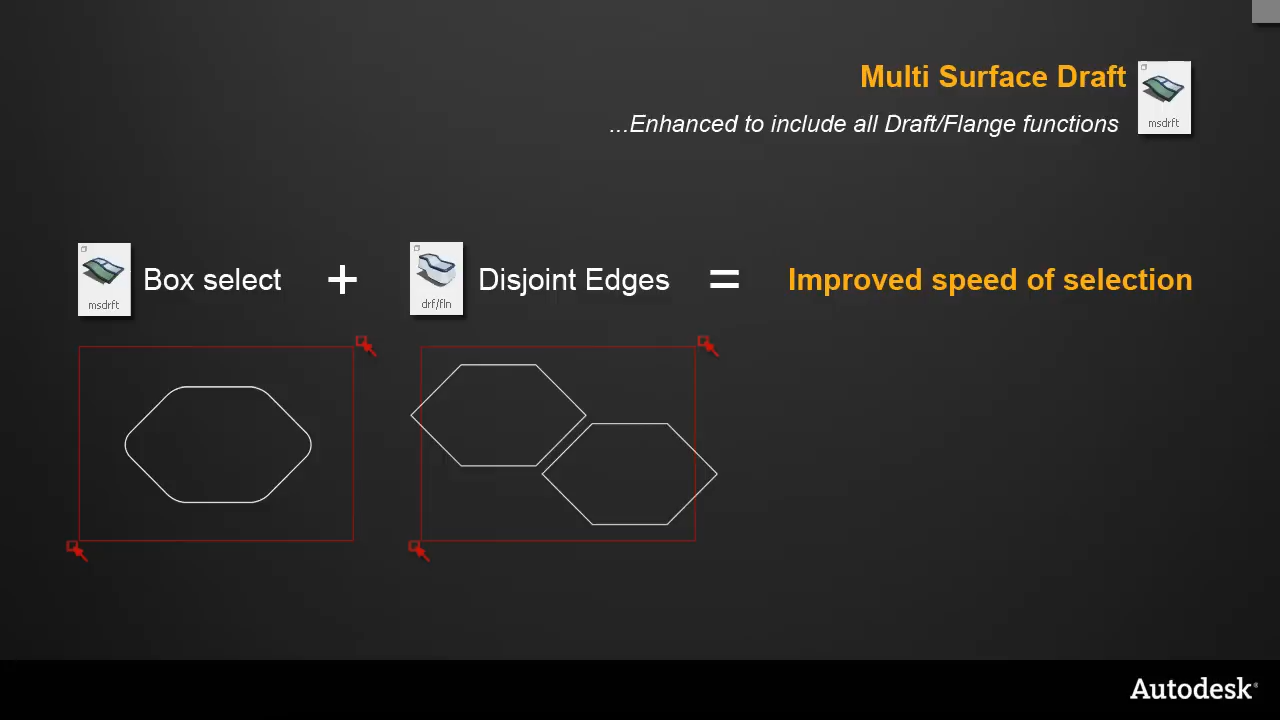 Multi Surface Draft
...Enhanced to include all Draft/Flange functions
msdrft
msdrft
Box select
+
drf/fln
Disjoint Edges
=
Improved speed of selection
Autodesk®